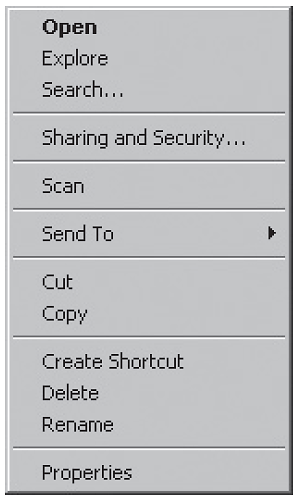 Open
Explore
Search...
Sharing and Security...
Scan
Send To
Cut
Copy
Create Shortcut
Delete
Rename
Properties